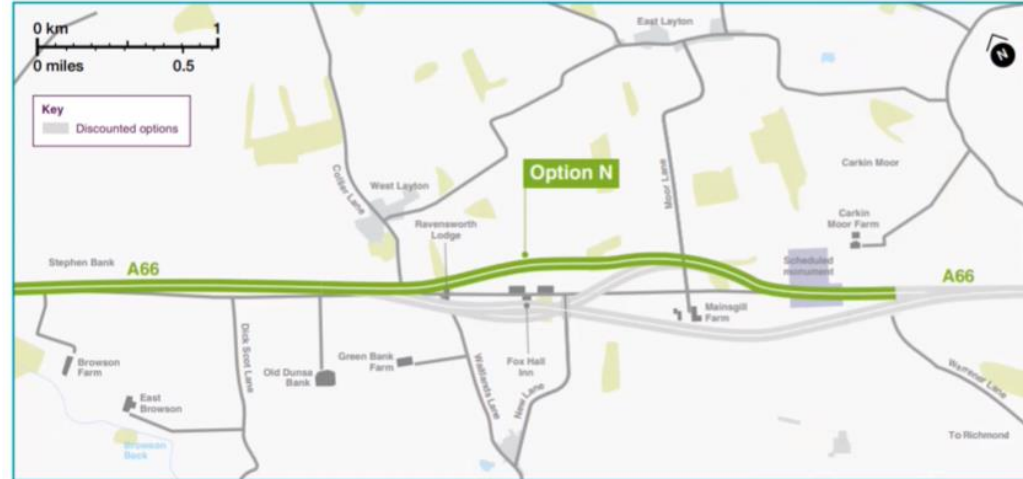 0 km
1
0 miles
0.5
Key
Discounted options
East Layton
N
Option N
Collier Lane
West Layton
Moor Lane
Carkin Moor
Ravensworth
Lodge
Carkin
Moor Farm
Stephen Bank
A66
Scheduled
monument
A66
Mainsgill
Farm
Browson
Farm
Dick Scot Lane
Old Dunsa
Bank
Green Bank
Farm
Waitlands Lane
Fox Hall
Inn
New Lane
Warrener Lane
East
Browson
Browson
Beck
To Richmond